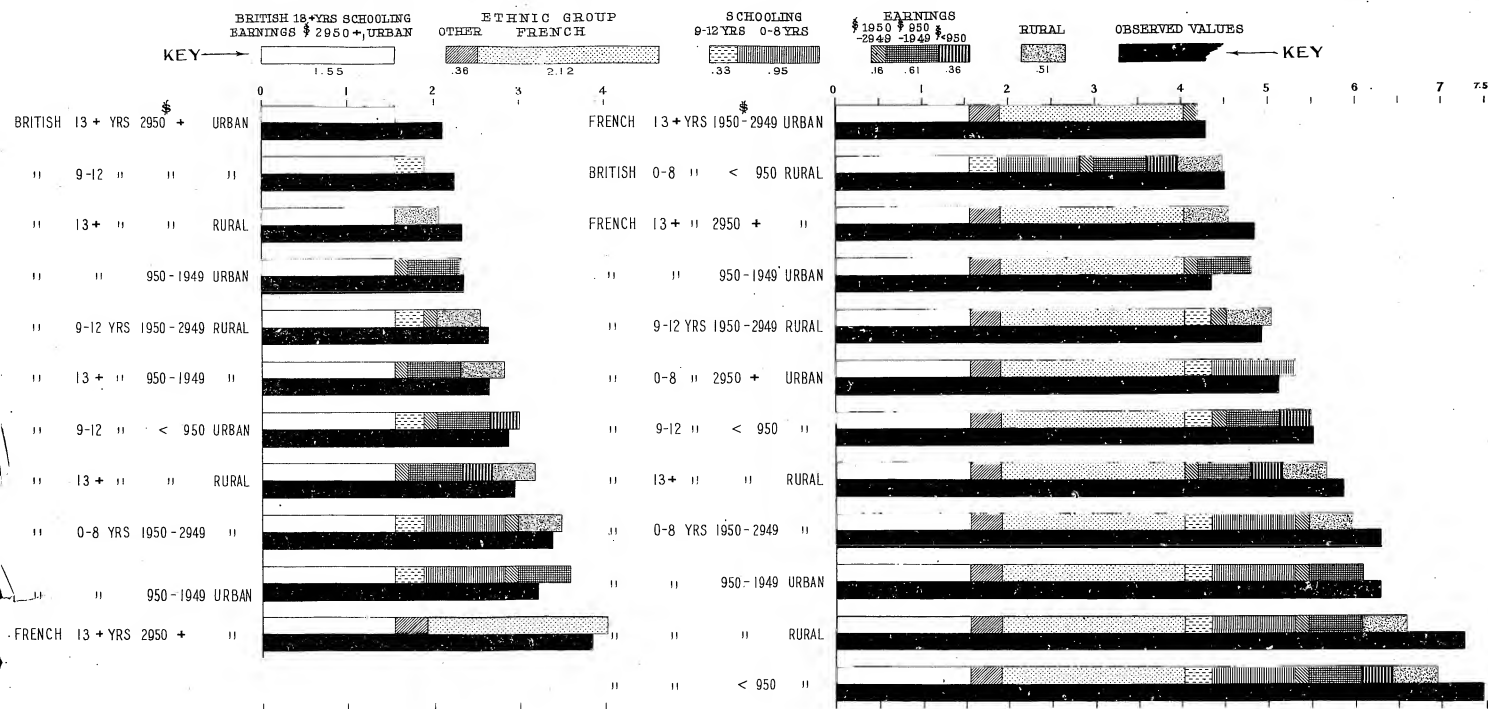 BRITISH 18+YRS SCHOOLING EARNINGS $ 2950+, URBAN
1.55
ETHNIC GROUP
OTHER FRENCH
.36 2.12
SCHOOLING
9-12 YRS 0-8 YRS
.33 .95
EARNINGS
$ 1950 -2949 $ 950 -1949 $ <950
.16 .61 .36
RURAL
.51
OBSERVED VALUES
KEY KEY
0 1 2 3 4
$
BRITISH 13+ YRS 2950 + URBAN
" 9-12 " " "
" 13+ " " RURAL
" " 950-1949 URBAN
" 9-12 YRS 1950-2949 RURAL
" 13+ " 950-1949 "
" 9-12 " < 950 URBAN
" 13+ " " RURAL
" 0-8 YRS 1950-2949 "
" " 950-1949 URBAN
FRENCH 13+YRS 2950 + "
0 1 2 3 4 5 6 7 7.5
$
FRENCH 13+YRS 1950-2949 URBAN
BRITISH 0-8 " < 950 RURAL
FRENCH 13+ " 2950 + "
" " 950-1949 URBAN
" 9-12 YRS 1950-2949 RURAL
" 0-8 " 2950 + URBAN
" 9-12 " < 950 "
" 13+ " " RURAL
" 0-8 YRS 1950-2949 "
" " 950-1949 URBAN
" " " RURAL
" " < 950 "